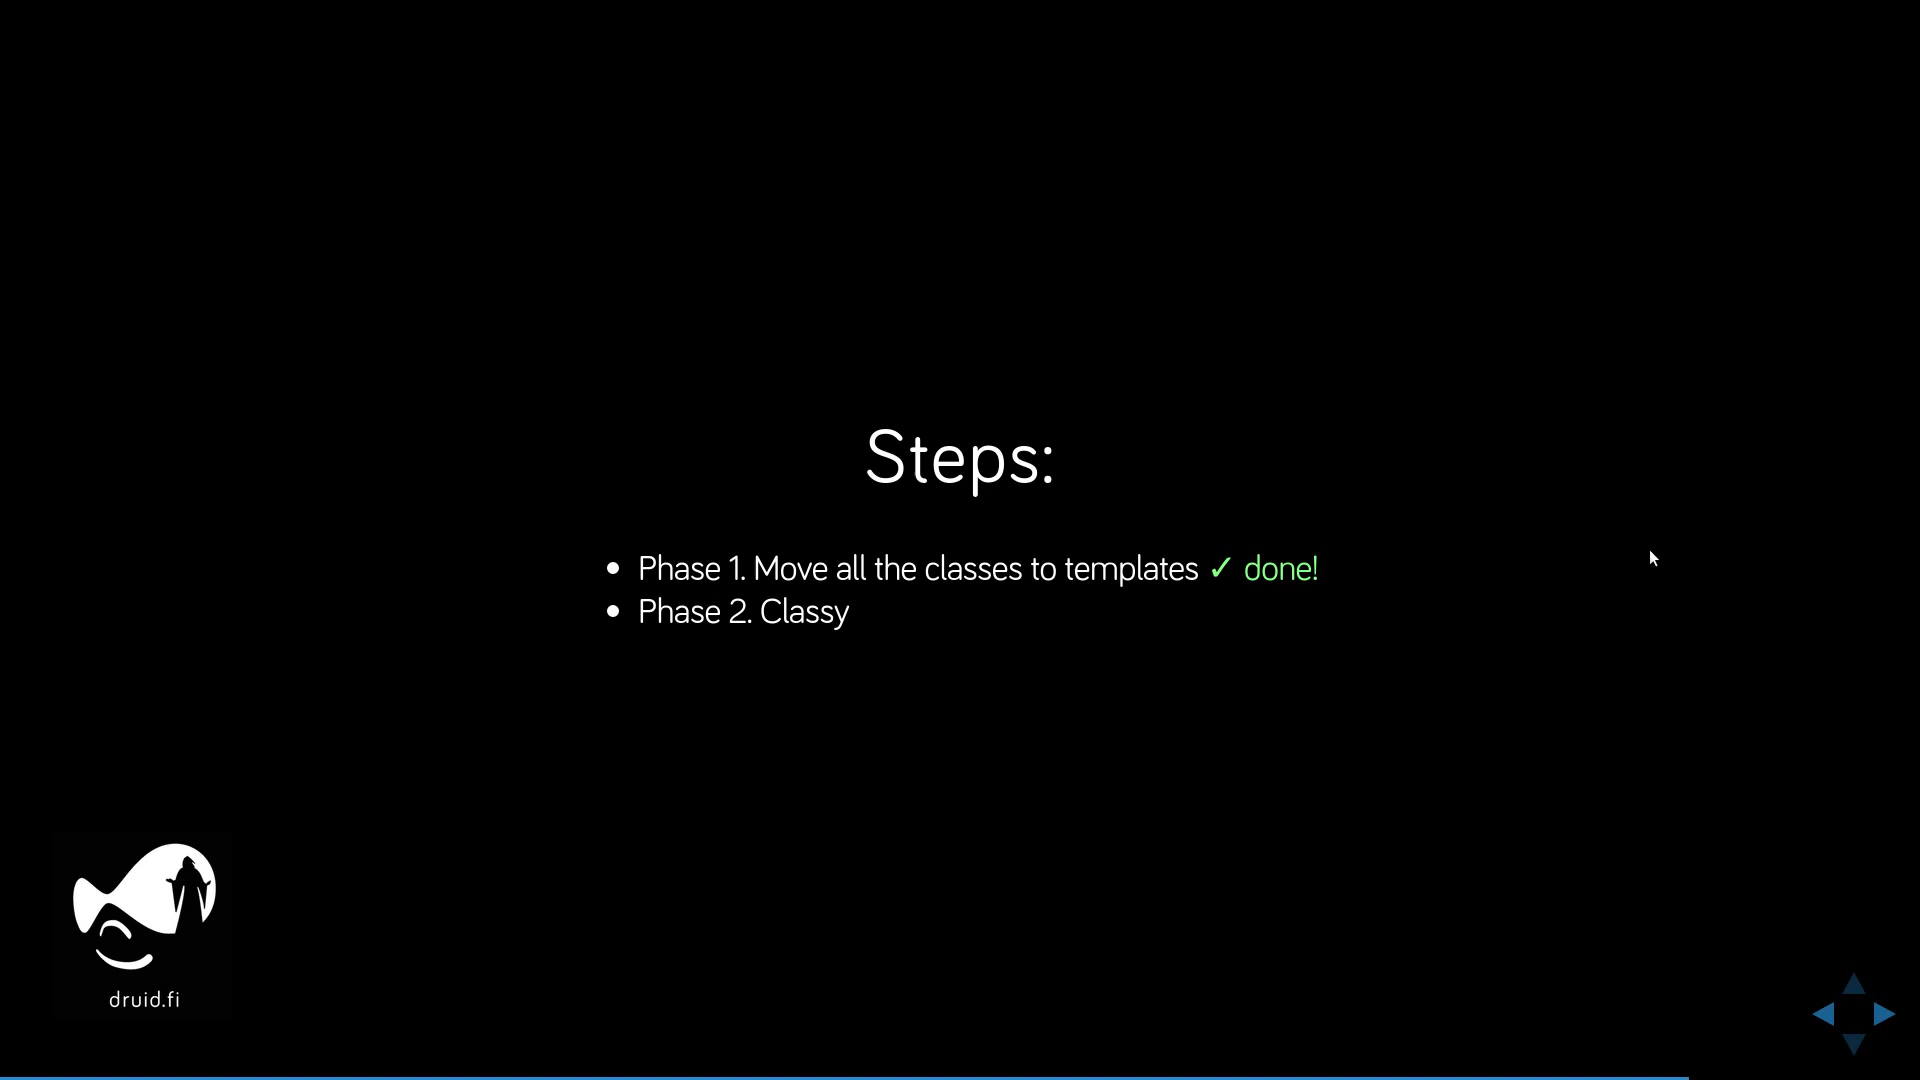 Steps:
Phase 1. Move all the classes to templates ✓ done!
Phase 2. Classy
druid.fi